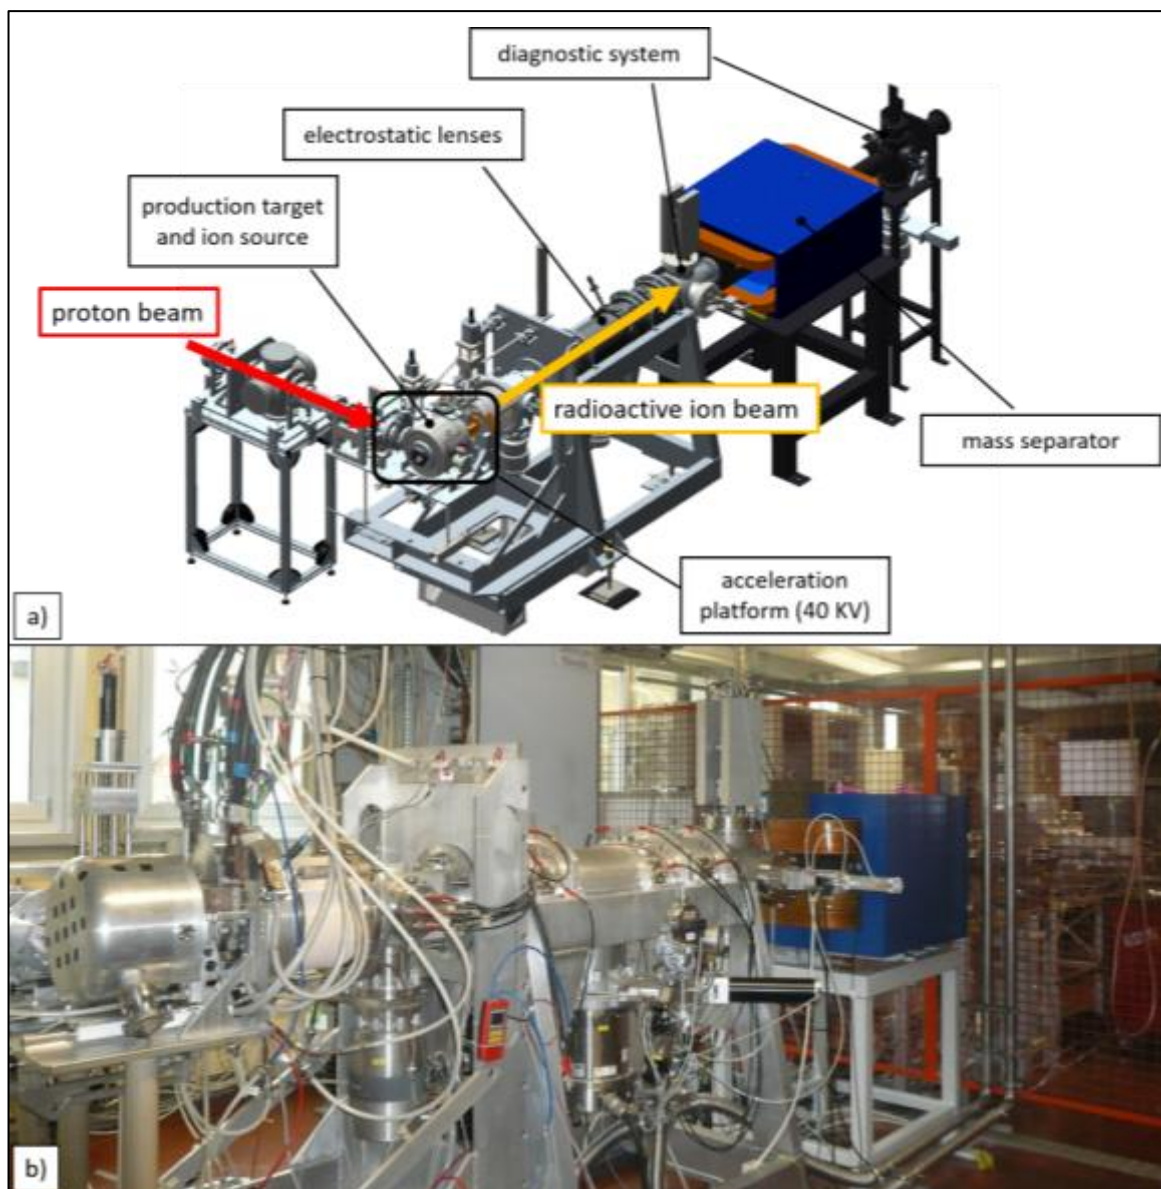 diagnostic system
electrostatic lenses
production target
and ion source
proton beam
radioactive ion beam
mass separator
acceleration
platform (40 KV)
a)
b)